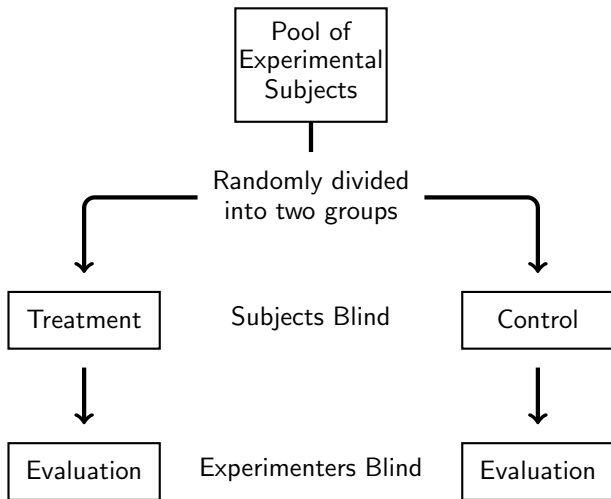 Pool of
Experimental
Subjects
Randomly divided
into two groups
Treatment
Subjects Blind
Control
Evaluation
Experimenters Blind
Evaluation